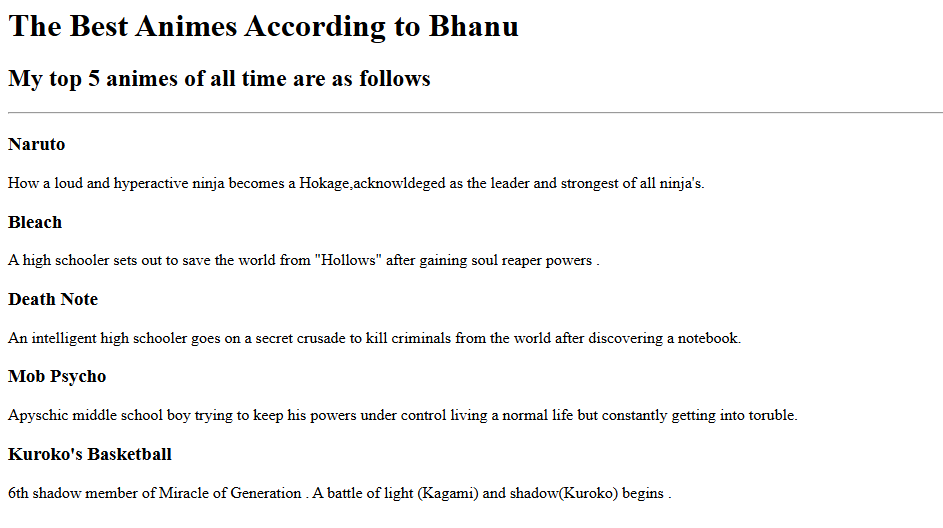 The Best Animes According to Bhanu
My top 5 animes of all time are as follows
Naruto
How a loud and hyperactive ninja becomes a Hokage,acknowldeged as the leader and strongest of all ninja's.
Bleach
A high schooler sets out to save the world from "Hollows" after gaining soul reaper powers .
Death Note
An intelligent high schooler goes on a secret crusade to kill criminals from the world after discovering a notebook.
Mob Psycho
Apyschic middle school boy trying to keep his powers under control living a normal life but constantly getting into toruble.
Kuroko's Basketball
6th shadow member of Miracle of Generation . A battle of light (Kagami) and shadow(Kuroko) begins .